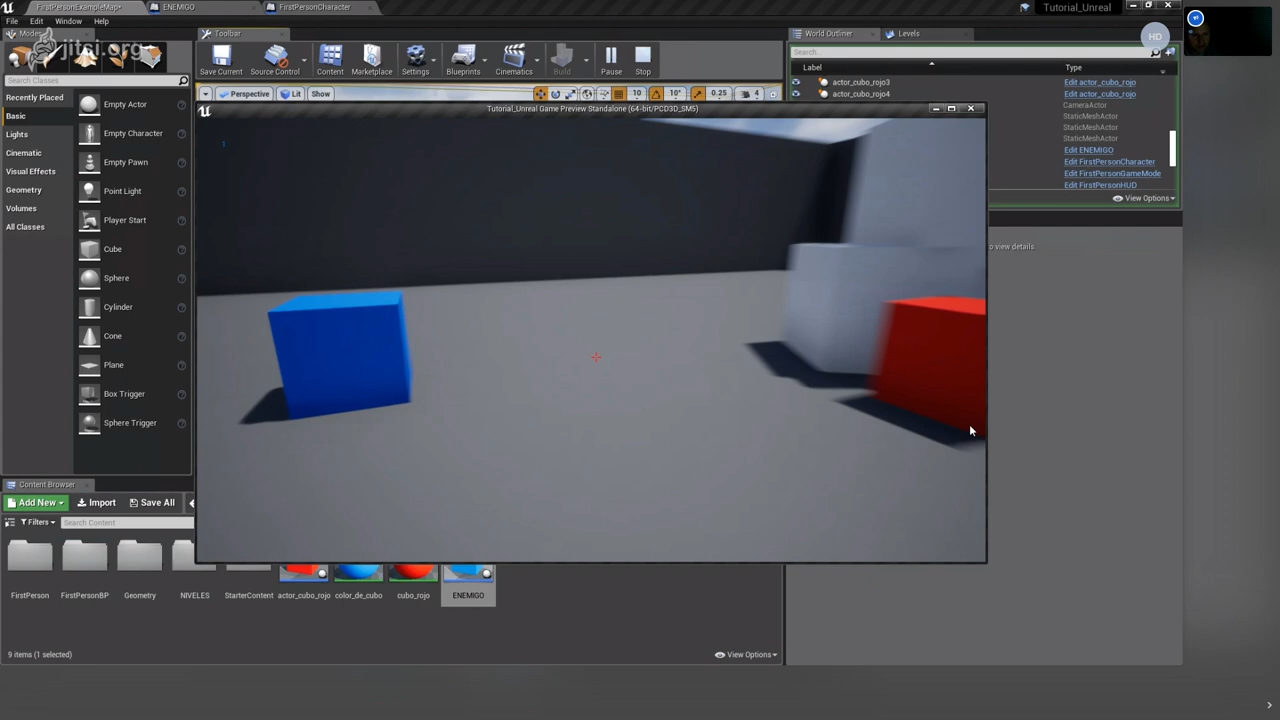 FirstPersonExampleMap*
ENEMIGO
FirstPersonCharacter
Tutorial_Unreal
File Edit Window Help
Modes
jitsi.org
Toolbar
World Outliner
Levels
HD
Save Current
Source Control
Content
Marketplace
Settings
Blueprints
Cinematics
Build
Pause
Stop
Search Classes
Search...
Label
Type
Recently Placed
Basic
Lights
Cinematic
Visual Effects
Geometry
Volumes
All Classes
Empty Actor
Empty Character
Empty Pawn
Point Light
Player Start
Cube
Sphere
Cylinder
Cone
Plane
Box Trigger
Sphere Trigger
Perspective
Lit
Show
10
10°
0.25
4
actor_cubo_rojo3
Edit actor_cubo_rojo
actor_cubo_rojo4
Edit actor_cubo_rojo
CameraActor
StaticMeshActor
StaticMeshActor
StaticMeshActor
Edit ENEMIGO
Edit FirstPersonCharacter
Edit FirstPersonGameMode
Edit FirstPersonHUD
View Options
Tutorial_Unreal Game Preview Standalone (64-bit/PCD3D_SM5)
1
o view details
Content Browser
Add New
Import
Save All
Filters
Search Content
FirstPerson
FirstPersonBP
Geometry
NIVELES
StarterContent
actor_cubo_rojo
color_de_cubo
cubo_rojo
ENEMIGO
9 items (1 selected)
View Options